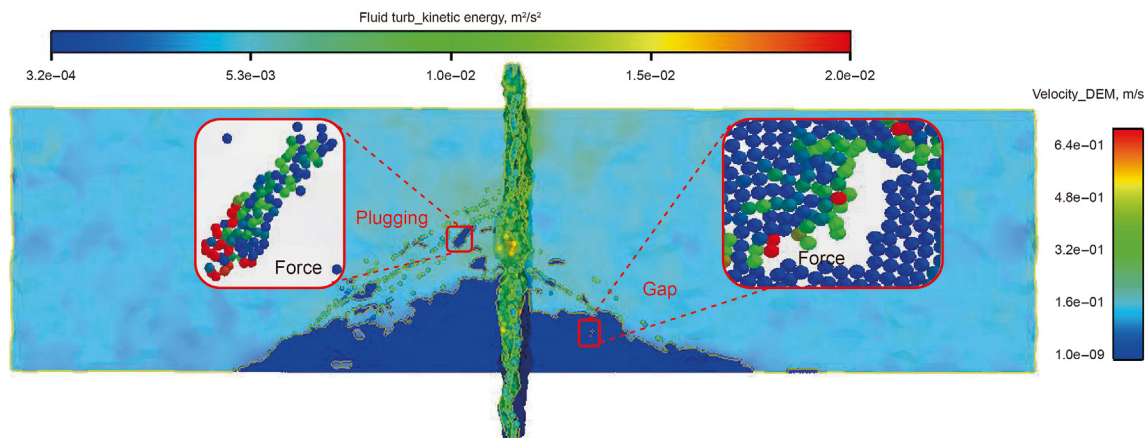 Fluid turb_kinetic energy, m²/s²
3.2e−04 5.3e−03 1.0e−02 1.5e−02 2.0e−02
Velocity_DEM, m/s
6.4e−01
4.8e−01
3.2e−01
1.6e−01
1.0e−09
Plugging
Force
Gap
Force